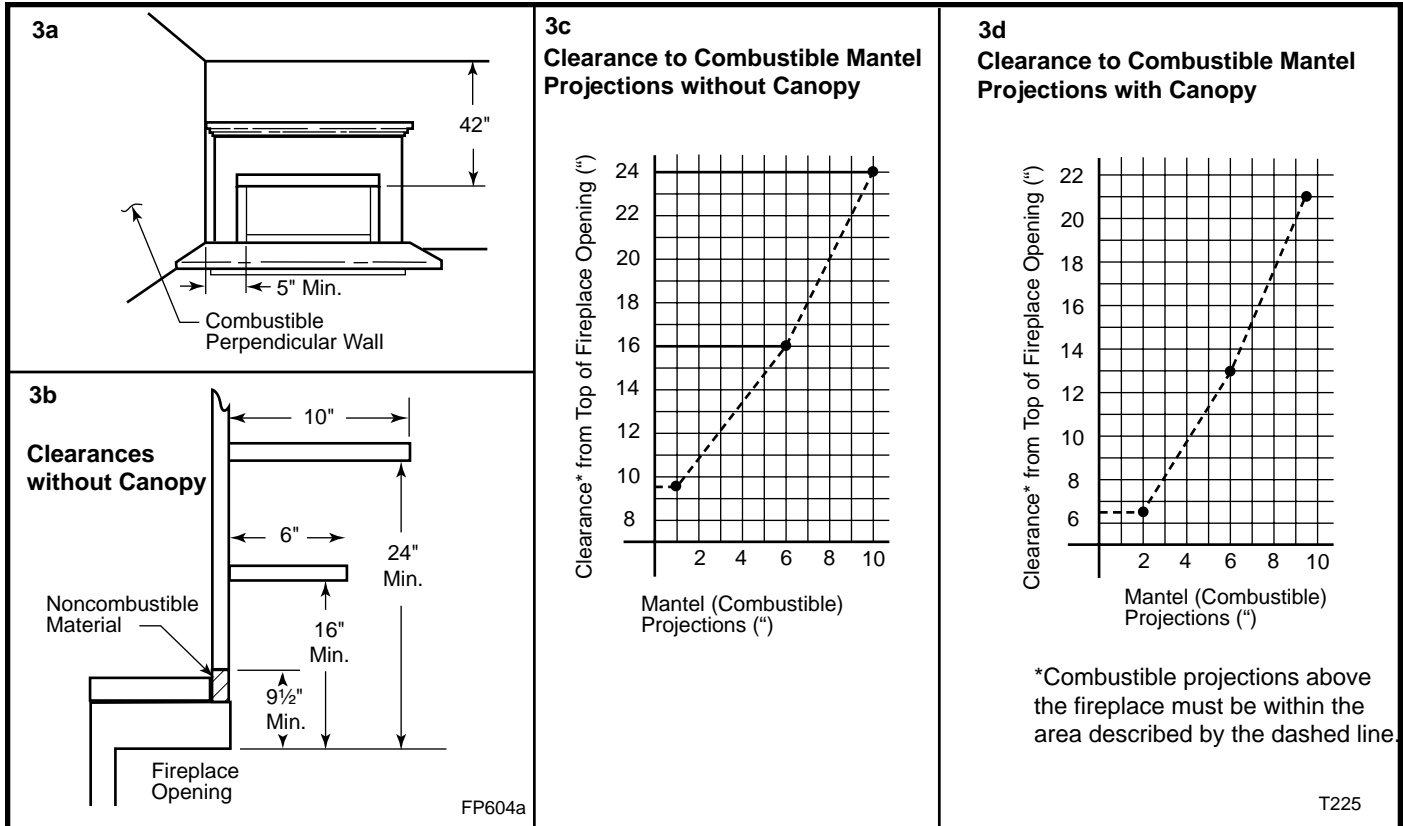 3a
42"
5" Min.
Combustible
Perpendicular Wall
3b
Clearances
without Canopy
10"
6"
24"
Min.
16"
Min.
9½"
Min.
Noncombustible
Material
Fireplace
Opening
FP604a
3c
Clearance to Combustible Mantel
Projections without Canopy
Clearance* from Top of Fireplace Opening (“)
24
22
20
18
16
14
12
10
8
2 4 6 8 10
Mantel (Combustible)
Projections (“)
3d
Clearance to Combustible Mantel
Projections with Canopy
Clearance* from Top of Fireplace Opening (“)
22
20
18
16
14
12
10
8
6
2 4 6 8 10
Mantel (Combustible)
Projections (“)
*Combustible projections above
the fireplace must be within the
area described by the dashed line.
T225